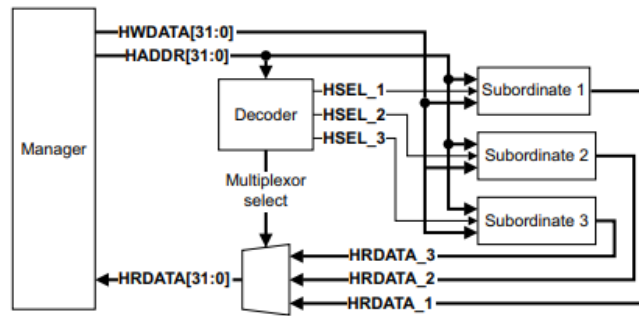 HWDATA[31:0]
HADDR[31:0]
Manager
Decoder
HSEL_1
HSEL_2
HSEL_3
Subordinate 1
Subordinate 2
Subordinate 3
Multiplexor
select
HRDATA_3
HRDATA[31:0]
HRDATA_2
HRDATA_1